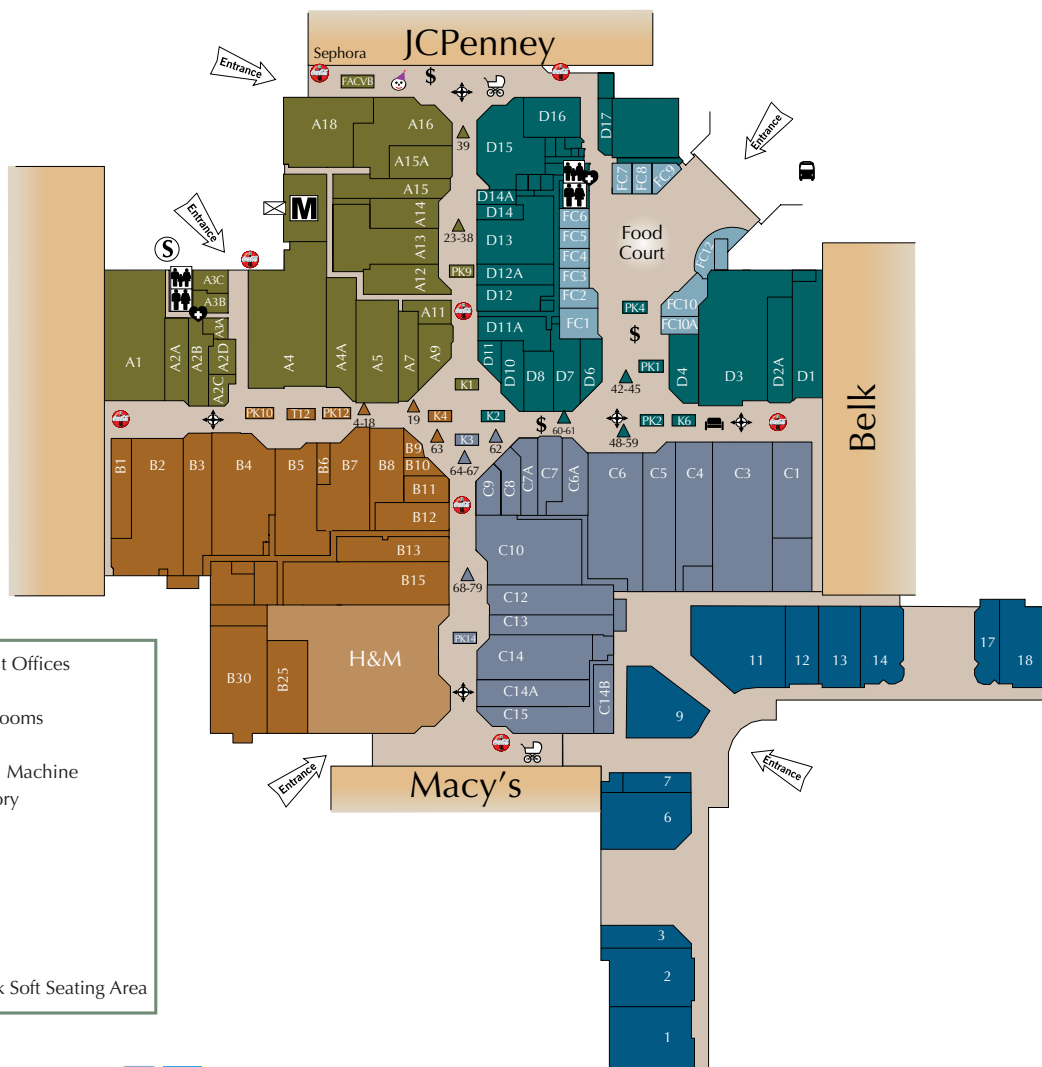 JCPenney
Sephora
Entrance
FACVB
$
A18
A16
39
A15A
A15
A14
A13
A12
M
23-38
PK9
D16
D17
D15
D14A
D14
D13
D12A
D12
D11A
D11
D10
D8
D7
D6
FC7
FC8
FC9
FC6
FC5
FC4
FC3
FC2
FC1
Food
Court
FC12
FC10
FC10A
Entrance
Entrance
S
A3C
A3B
A3A
A1
A2A
A2B
A2D
A2C
A4
A4A
A5
A7
A9
A11
PK4
$
PK1
42-45
D4
D3
D2A
D1
Belk
K1
PK10
T12
PK12
4-18
19
K4
63
K3
64-67
K2
62
$
60-61
48-59
PK2
K6
B1
B2
B3
B4
B5
B6
B7
B8
B9
B10
B11
B12
B13
B15
C9
C8
C7A
C7
C6A
C6
C5
C4
C3
C1
C10
C12
C13
C14
C14A
C14B
C15
68-79
PK14
H&M
B30
B25
Entrance
Macy's
11
12
13
14
17
18
9
Entrance
7
6
3
2
1
t Offices
ooms
Machine
ory
k Soft Seating Area